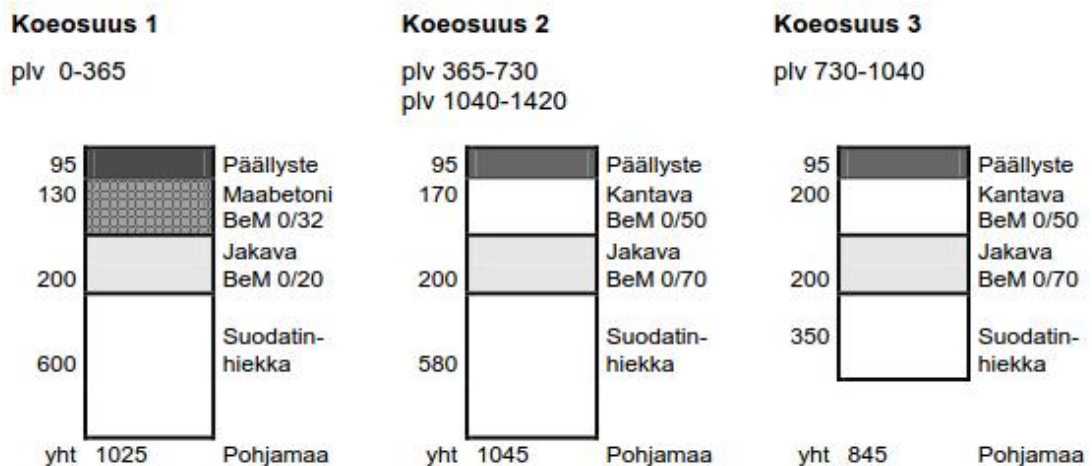 Koeosuus 1
plv 0-365
95 Päällyste
130 Maabetoni
BeM 0/32
Jakava
200 BeM 0/20
Suodatin-
600 hiekka
yht 1025 Pohjamaa
Koeosuus 2
plv 365-730
plv 1040-1420
95 Päällyste
170 Kantava
BeM 0/50
Jakava
200 BeM 0/70
Suodatin-
580 hiekka
yht 1045 Pohjamaa
Koeosuus 3
plv 730-1040
95 Päällyste
200 Kantava
BeM 0/50
Jakava
200 BeM 0/70
350 Suodatin-
hiekka
yht 845 Pohjamaa